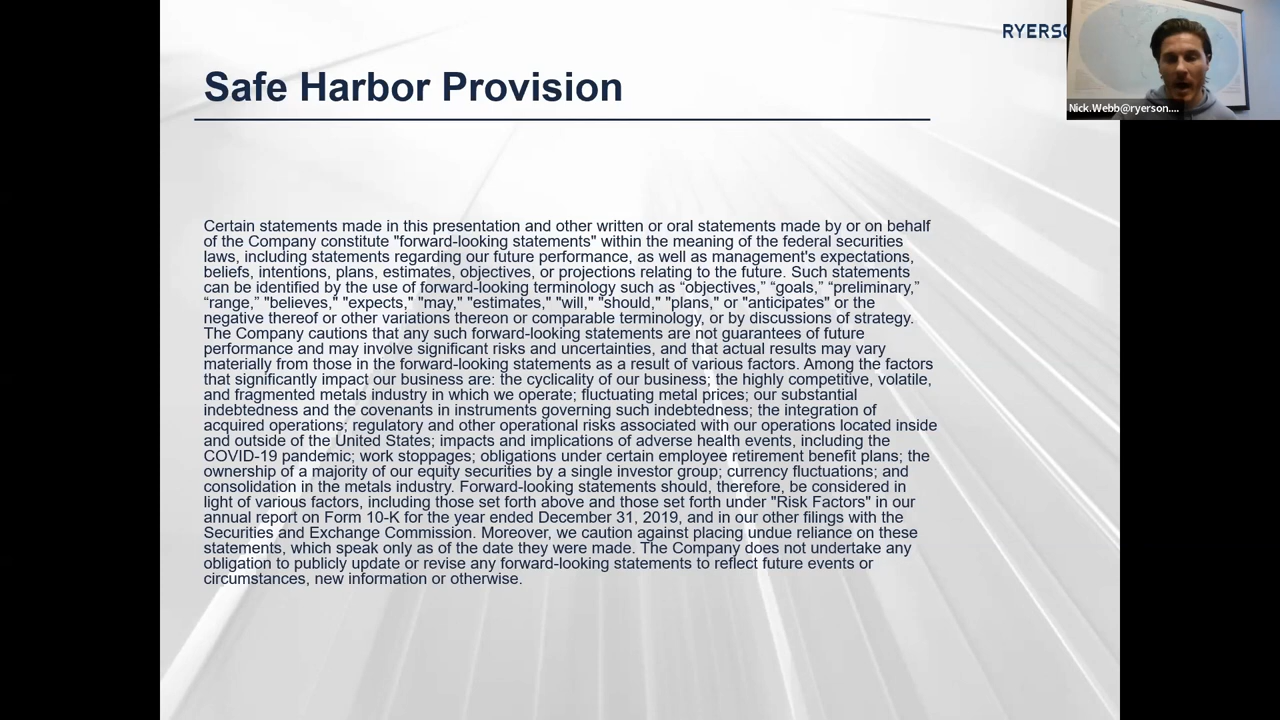 RYERSO
Safe Harbor Provision
Nick.Webb@ryerson....
Certain statements made in this presentation and other written or oral statements made by or on behalf
of the Company constitute "forward-looking statements" within the meaning of the federal securities
laws, including statements regarding our future performance, as well as management's expectations,
beliefs, intentions, plans, estimates, objectives, or projections relating to the future. Such statements
can be identified by the use of forward-looking terminology such as “objectives,” “goals,” “preliminary,”
“range,” "believes," "expects," "may," "estimates," "will," "should," "plans," or "anticipates" or the
negative thereof or other variations thereon or comparable terminology, or by discussions of strategy.
The Company cautions that any such forward-looking statements are not guarantees of future
performance and may involve significant risks and uncertainties, and that actual results may vary
materially from those in the forward-looking statements as a result of various factors. Among the factors
that significantly impact our business are: the cyclicality of our business; the highly competitive, volatile,
and fragmented metals industry in which we operate; fluctuating metal prices; our substantial
indebtedness and the covenants in instruments governing such indebtedness; the integration of
acquired operations; regulatory and other operational risks associated with our operations located inside
and outside of the United States; impacts and implications of adverse health events, including the
COVID-19 pandemic; work stoppages; obligations under certain employee retirement benefit plans; the
ownership of a majority of our equity securities by a single investor group; currency fluctuations; and
consolidation in the metals industry. Forward-looking statements should, therefore, be considered in
light of various factors, including those set forth above and those set forth under "Risk Factors" in our
annual report on Form 10-K for the year ended December 31, 2019, and in our other filings with the
Securities and Exchange Commission. Moreover, we caution against placing undue reliance on these
statements, which speak only as of the date they were made. The Company does not undertake any
obligation to publicly update or revise any forward-looking statements to reflect future events or
circumstances, new information or otherwise.